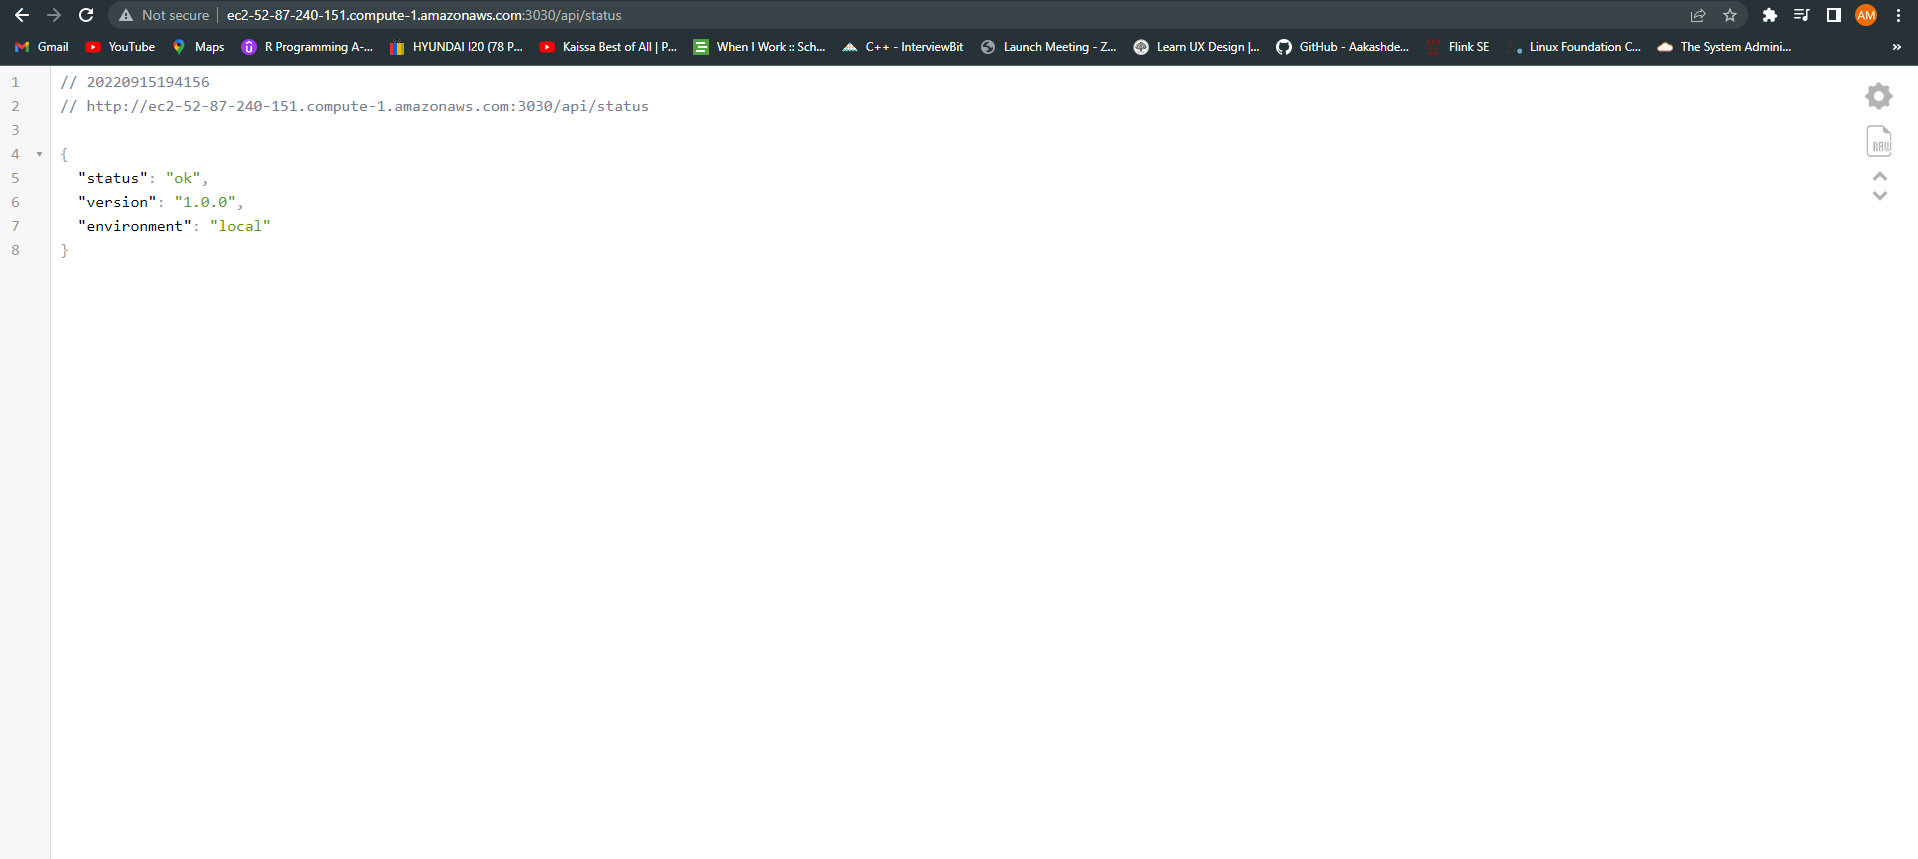 Not secure | ec2-52-87-240-151.compute-1.amazonaws.com:3030/api/status AM
Gmail YouTube Maps R Programming A-... HYUNDAI I20 (78 P... Kaissa Best of All | P... When I Work :: Sch... C++ - InterviewBit Launch Meeting - Z... Learn UX Design |... GitHub - Aakashde... Flink SE Linux Foundation C... The System Admini... »
1 // 20220915194156
2 // http://ec2-52-87-240-151.compute-1.amazonaws.com:3030/api/status
3
4 {
5 "status": "ok",
6 "version": "1.0.0",
7 "environment": "local"
8 }
RAW